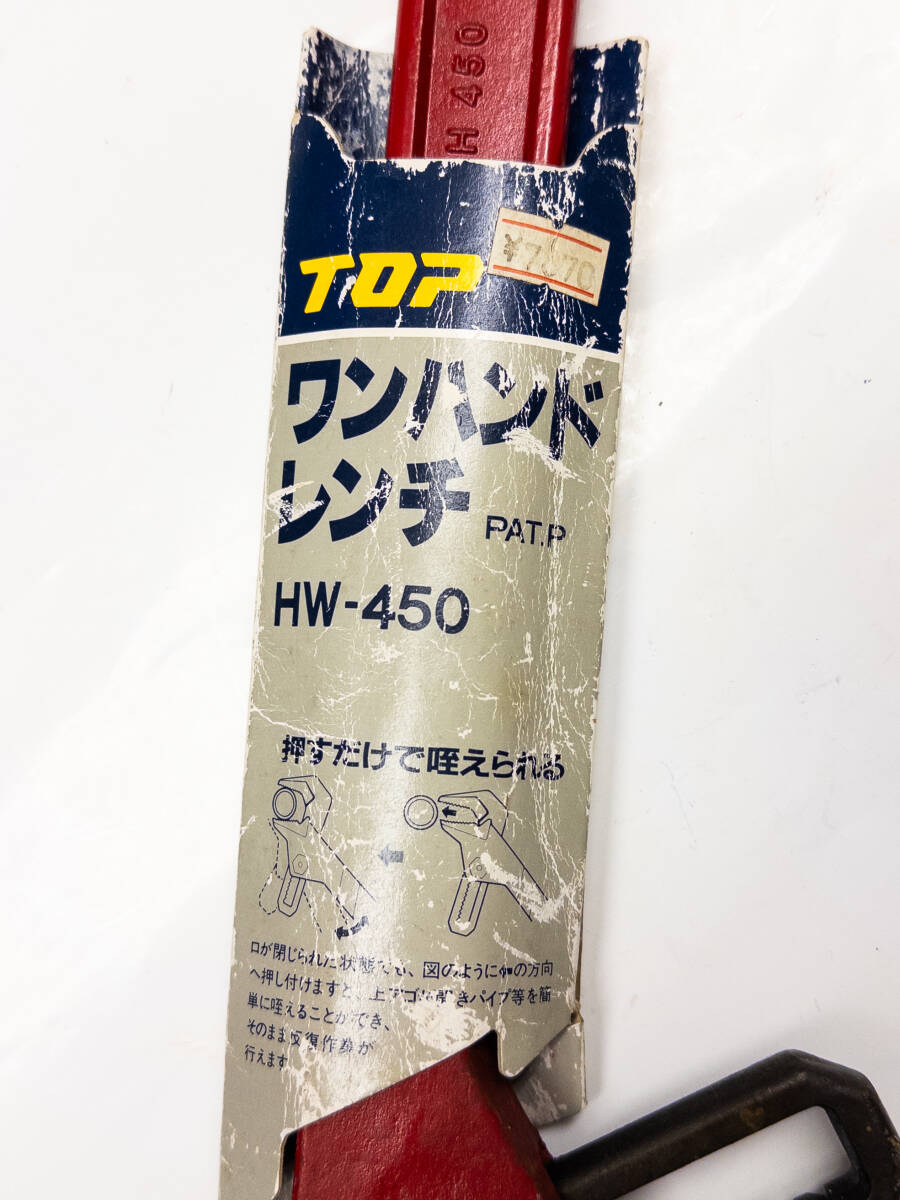 H 450
TOP
¥7670
ワンハンド
レンチ PAT.P
HW-450
押すだけで咥えられる
口が閉じられた状態でも、図のように⬅の方向
へ押し付けますと、上アゴが開きパイプ等を簡
単に咥えることができ、
そのまま反復作業が
行えます